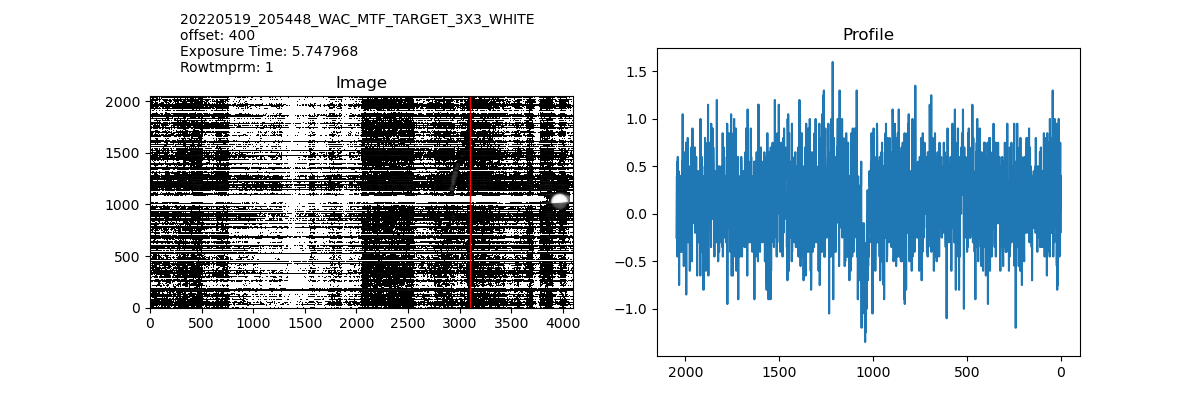 20220519_205448_WAC_MTF_TARGET_3X3_WHITE
offset: 400
Exposure Time: 5.747968
Rowtmprm: 1
Image
2000
1500
1000
500
0
0 500 1000 1500 2000 2500 3000 3500 4000
Profile
1.5
1.0
0.5
0.0
−0.5
−1.0
2000 1500 1000 500 0